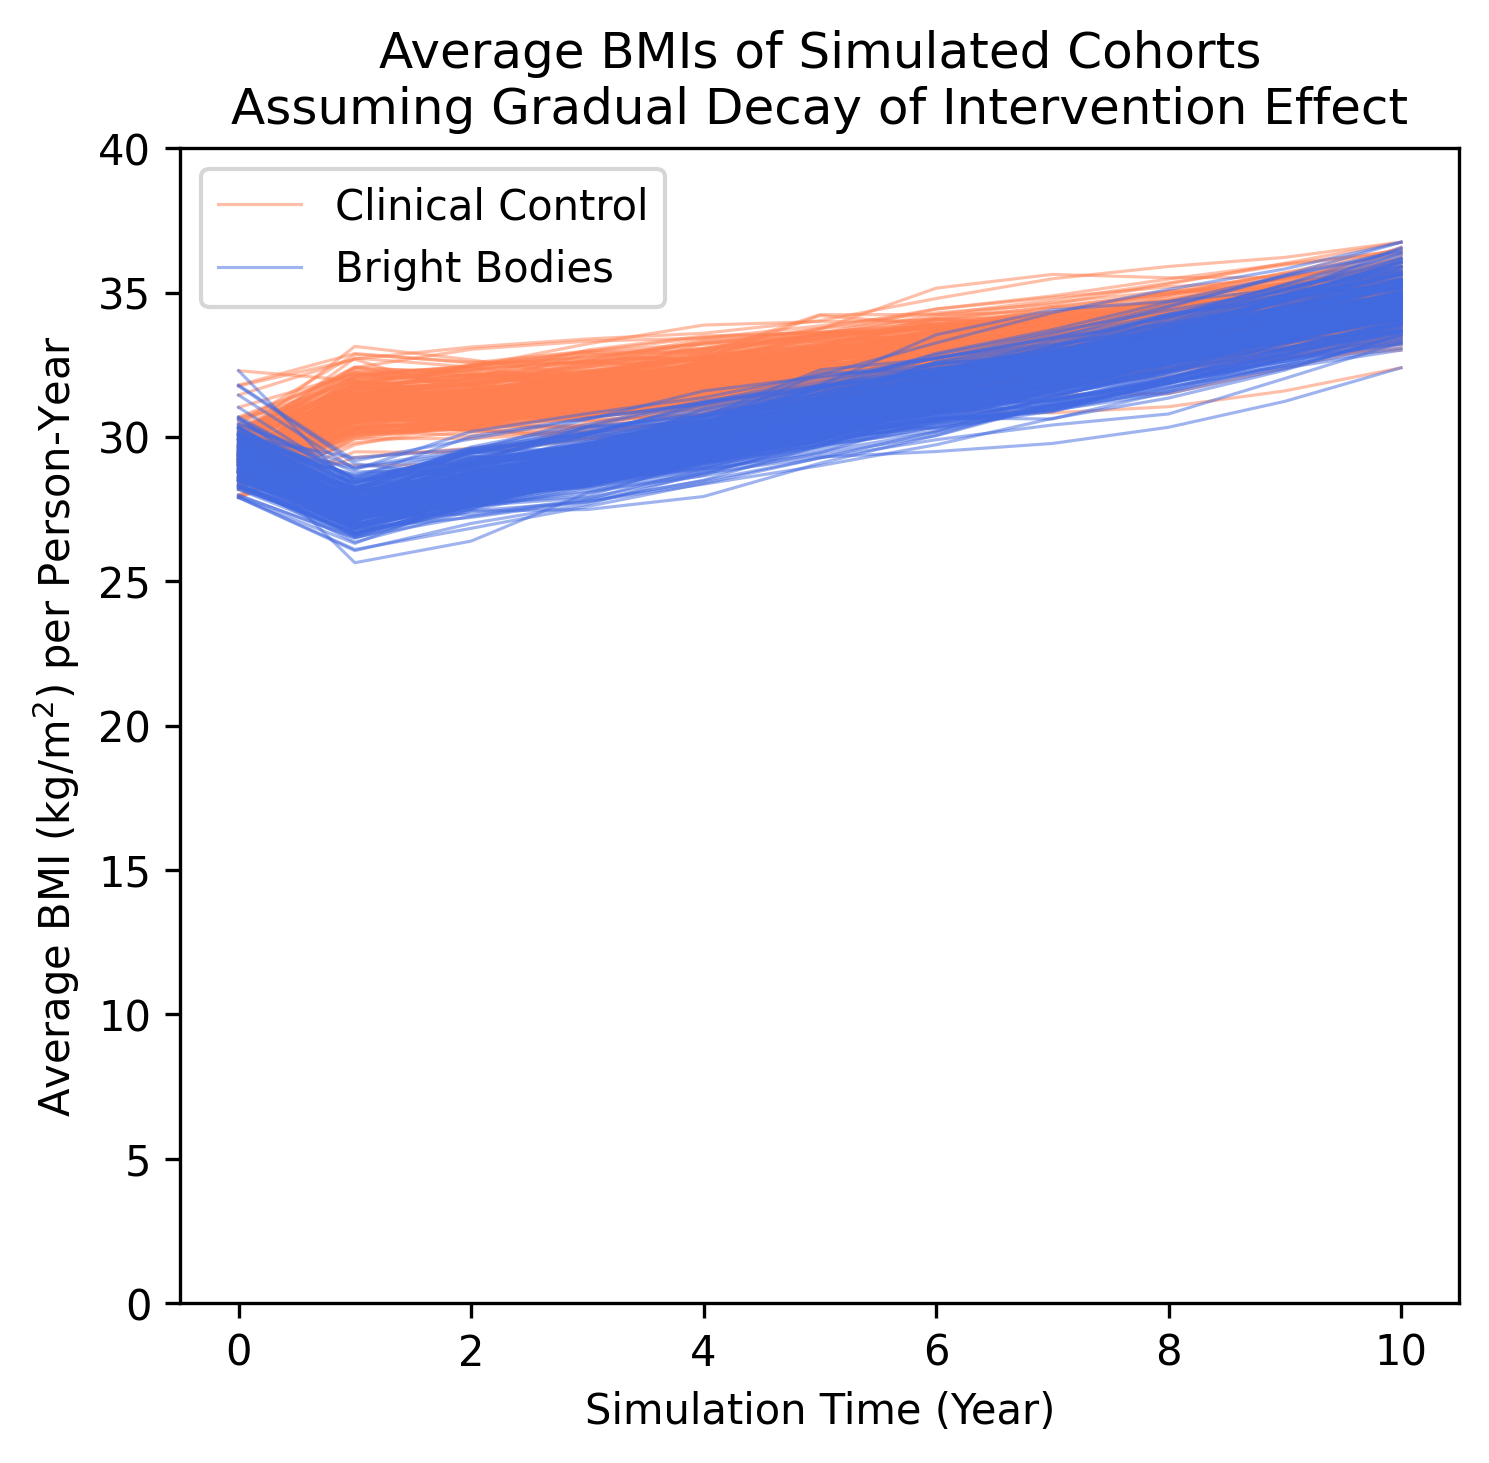 Average BMIs of Simulated Cohorts
Assuming Gradual Decay of Intervention Effect
Clinical Control
Bright Bodies
Average BMI (kg/m²) per Person-Year
40
35
30
25
20
15
10
5
0
0 2 4 6 8 10
Simulation Time (Year)